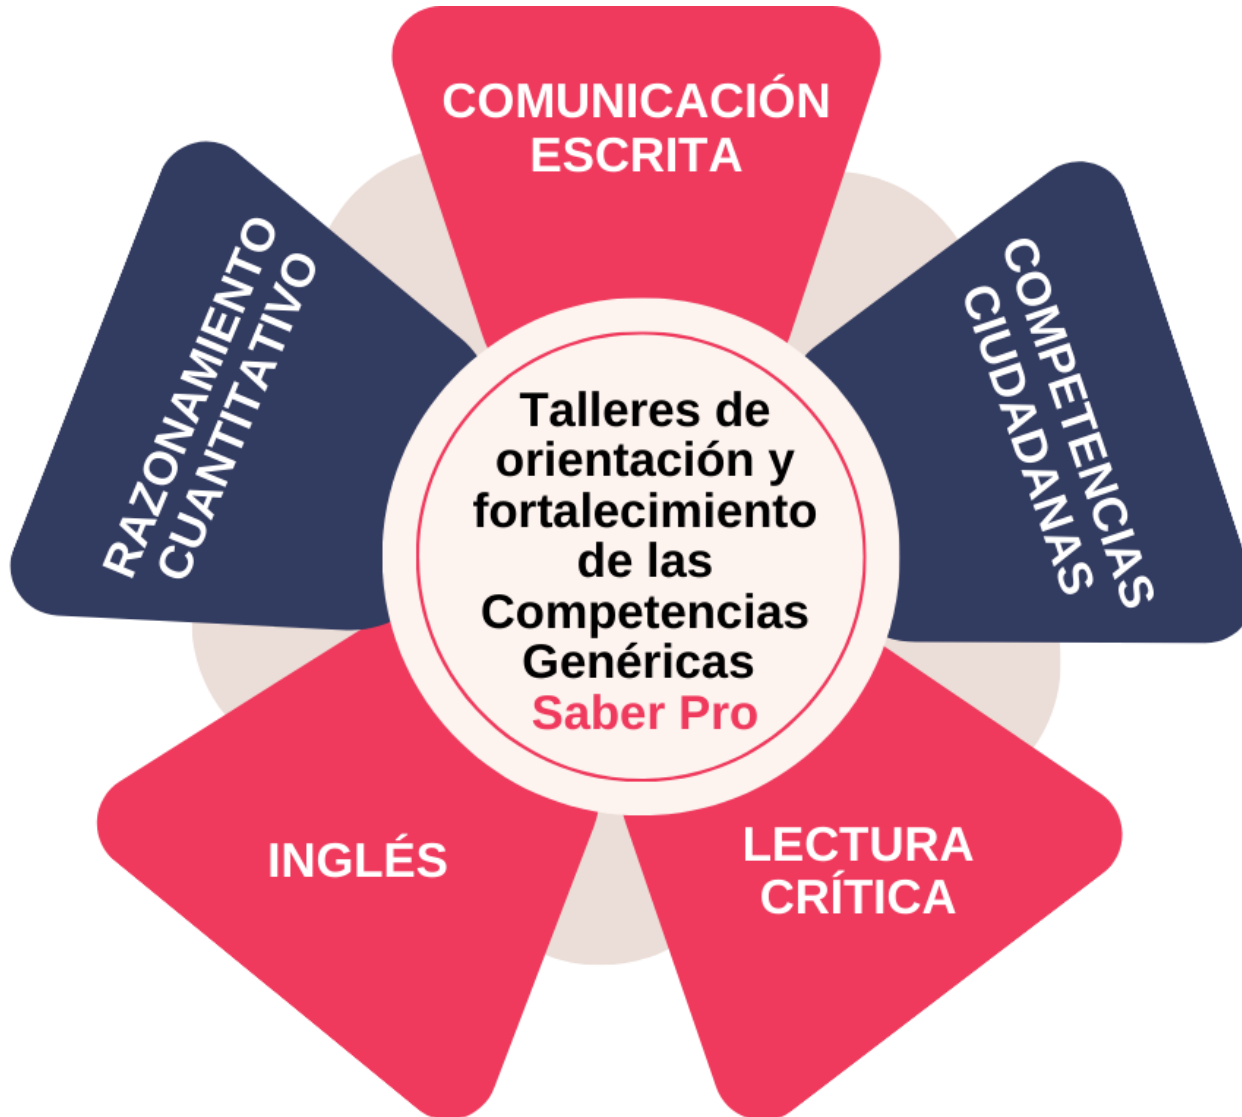 COMUNICACIÓN
ESCRITA
COMPETENCIAS
CIUDADANAS
LECTURA
CRÍTICA
INGLÉS
RAZONAMIENTO
CUANTITATIVO
Talleres de
orientación y
fortalecimiento
de las
Competencias
Genéricas
Saber Pro